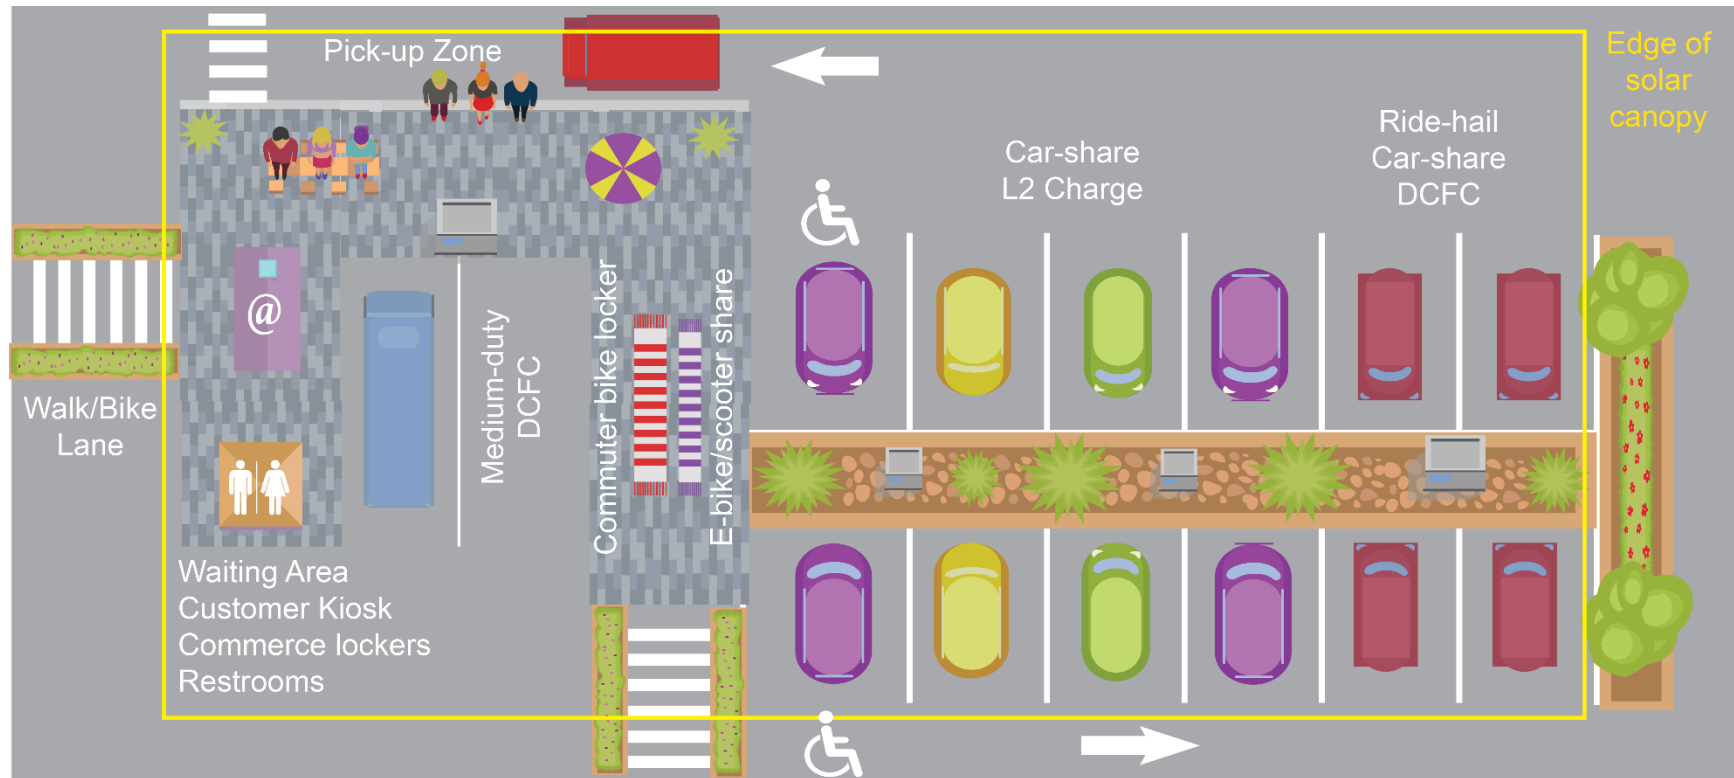 Pick-up Zone
Edge of
solar
canopy
Ride-hail
Car-share
DCFC
Car-share
L2 Charge
@
Medium-duty
DCFC
Commuter bike locker
E-bike/scooter share
Walk/Bike
Lane
Waiting Area
Customer Kiosk
Commerce lockers
Restrooms